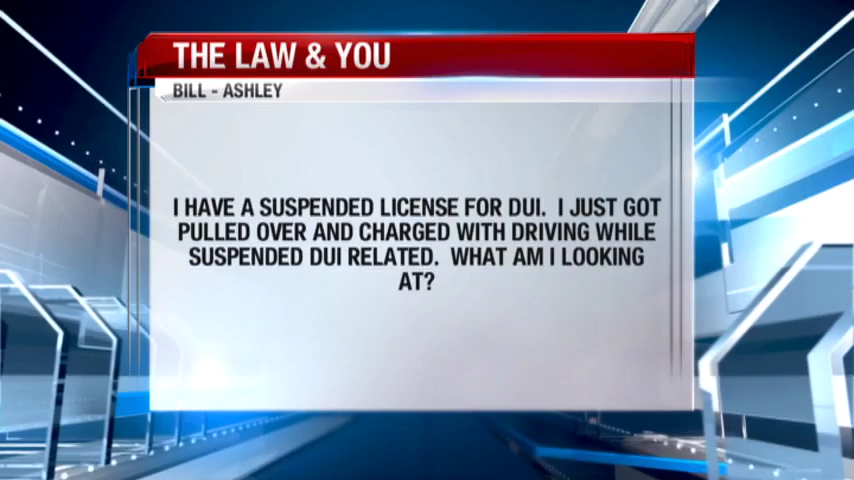 THE LAW & YOU
BILL - ASHLEY
I HAVE A SUSPENDED LICENSE FOR DUI. I JUST GOT
PULLED OVER AND CHARGED WITH DRIVING WHILE
SUSPENDED DUI RELATED. WHAT AM I LOOKING
AT?